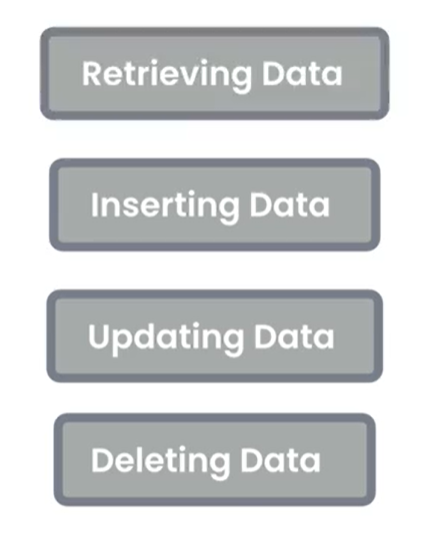 Retrieving Data
Inserting Data
Updating Data
Deleting Data